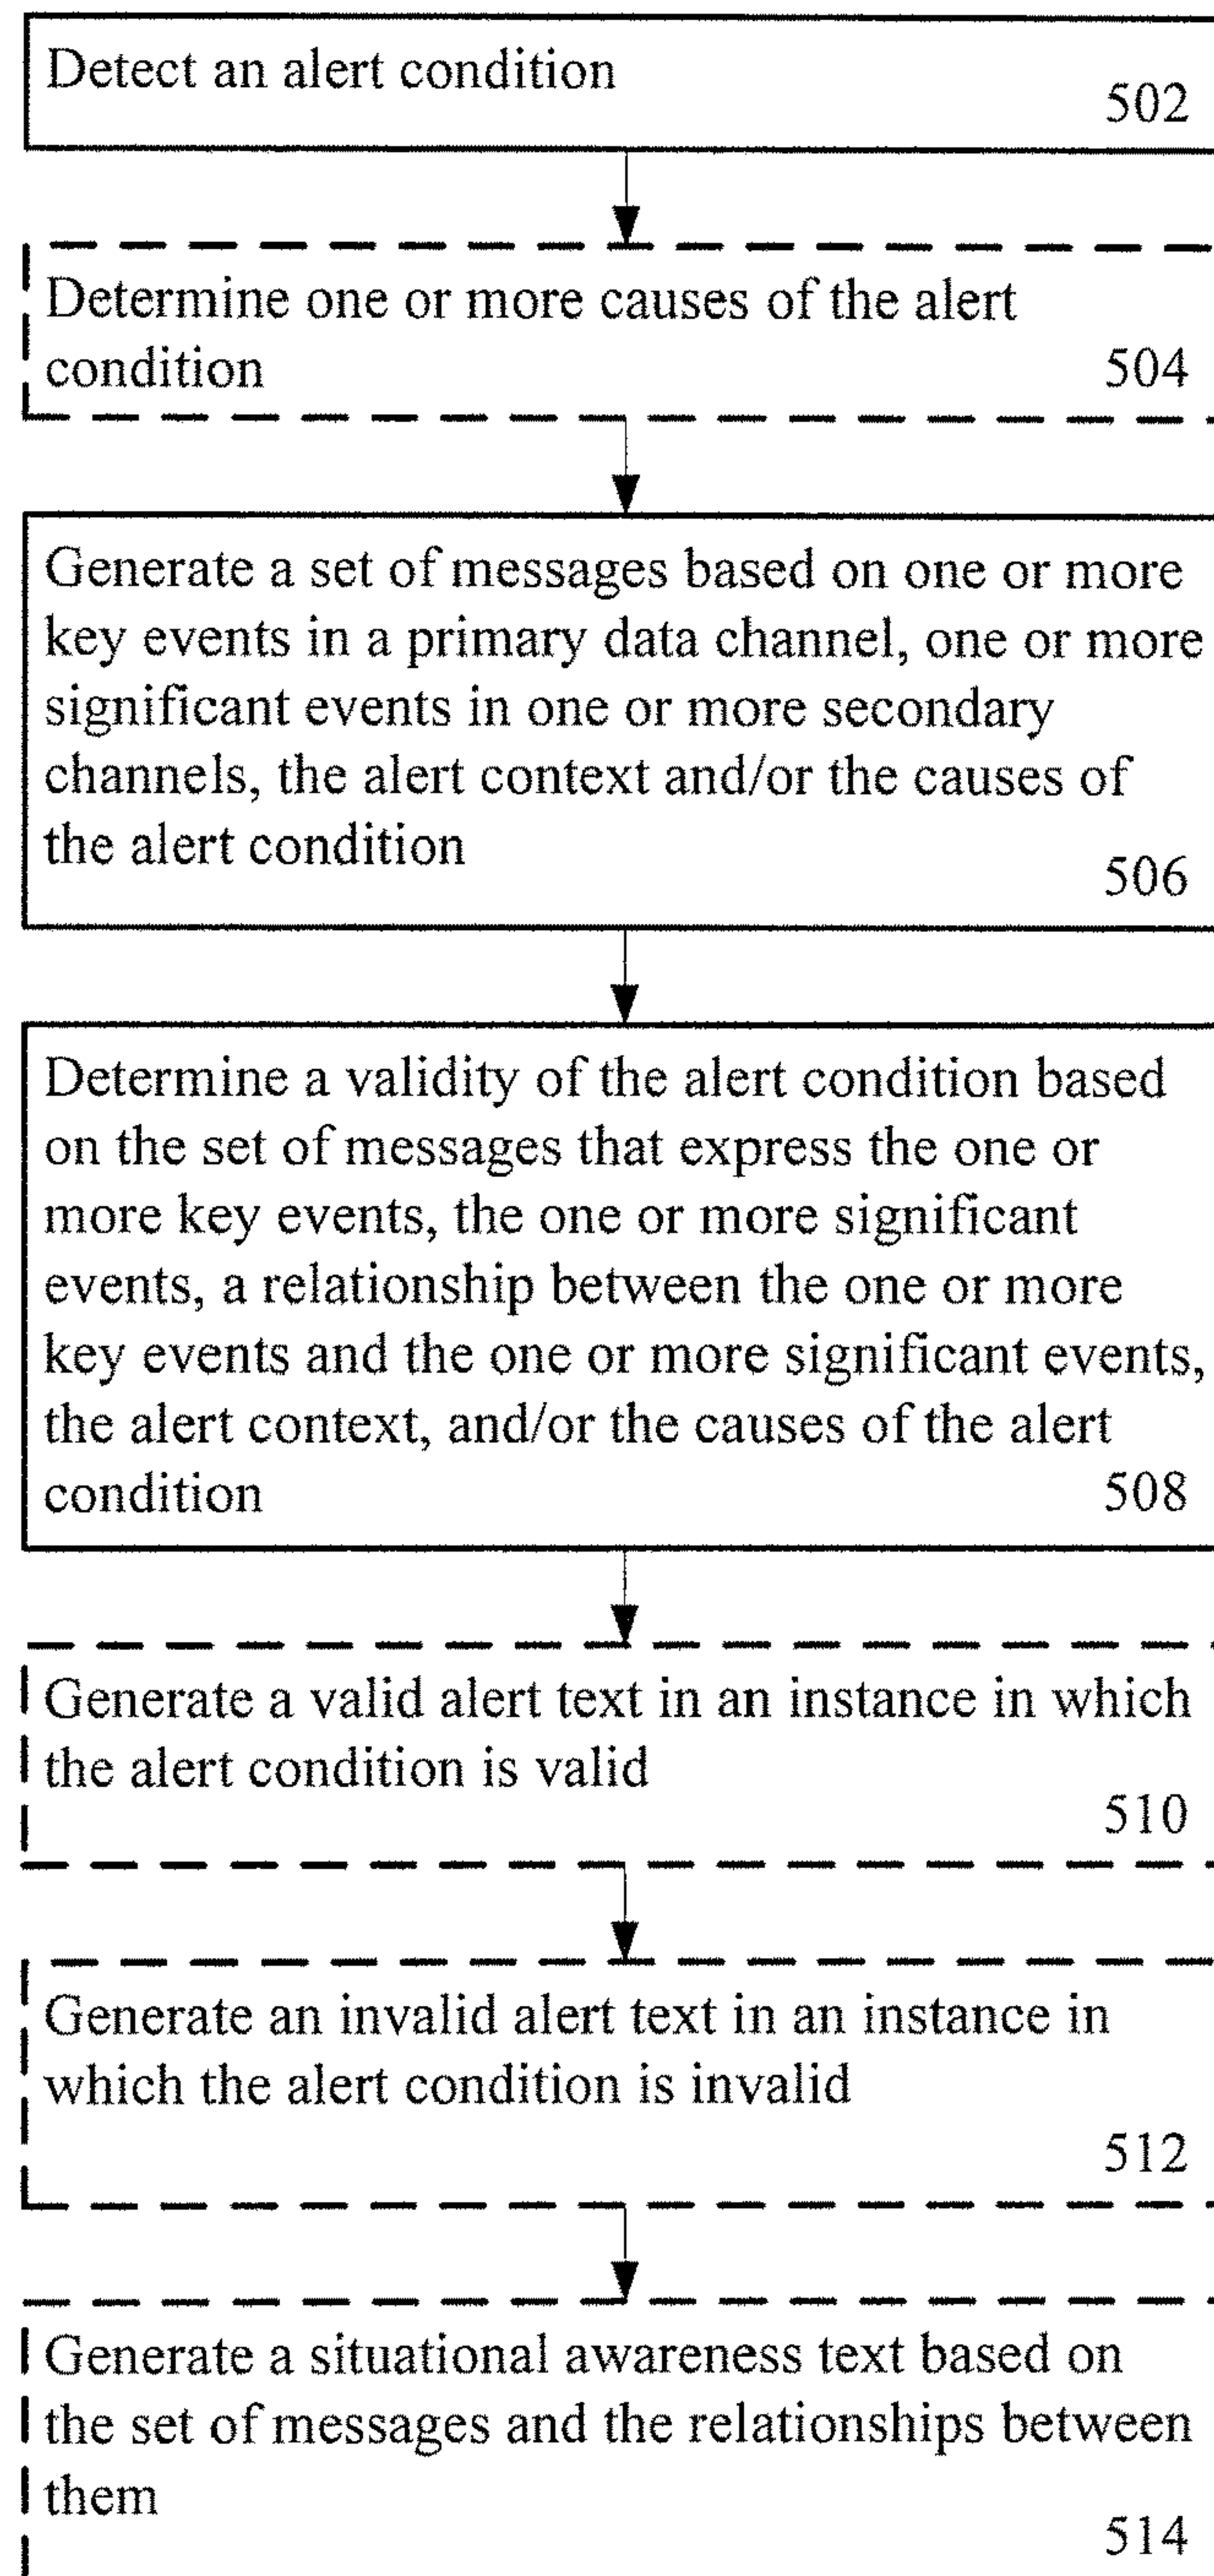 Detect an alert condition
502
Determine one or more causes of the alert
condition
504
Generate a set of messages based on one or more
key events in a primary data channel, one or more
significant events in one or more secondary
channels, the alert context and/or the causes of
the alert condition
506
Determine a validity of the alert condition based
on the set of messages that express the one or
more key events, the one or more significant
events, a relationship between the one or more
key events and the one or more significant events,
the alert context, and/or the causes of the alert
condition
508
Generate a valid alert text in an instance in which
the alert condition is valid
510
Generate an invalid alert text in an instance in
which the alert condition is invalid
512
Generate a situational awareness text based on
the set of messages and the relationships between
them
514